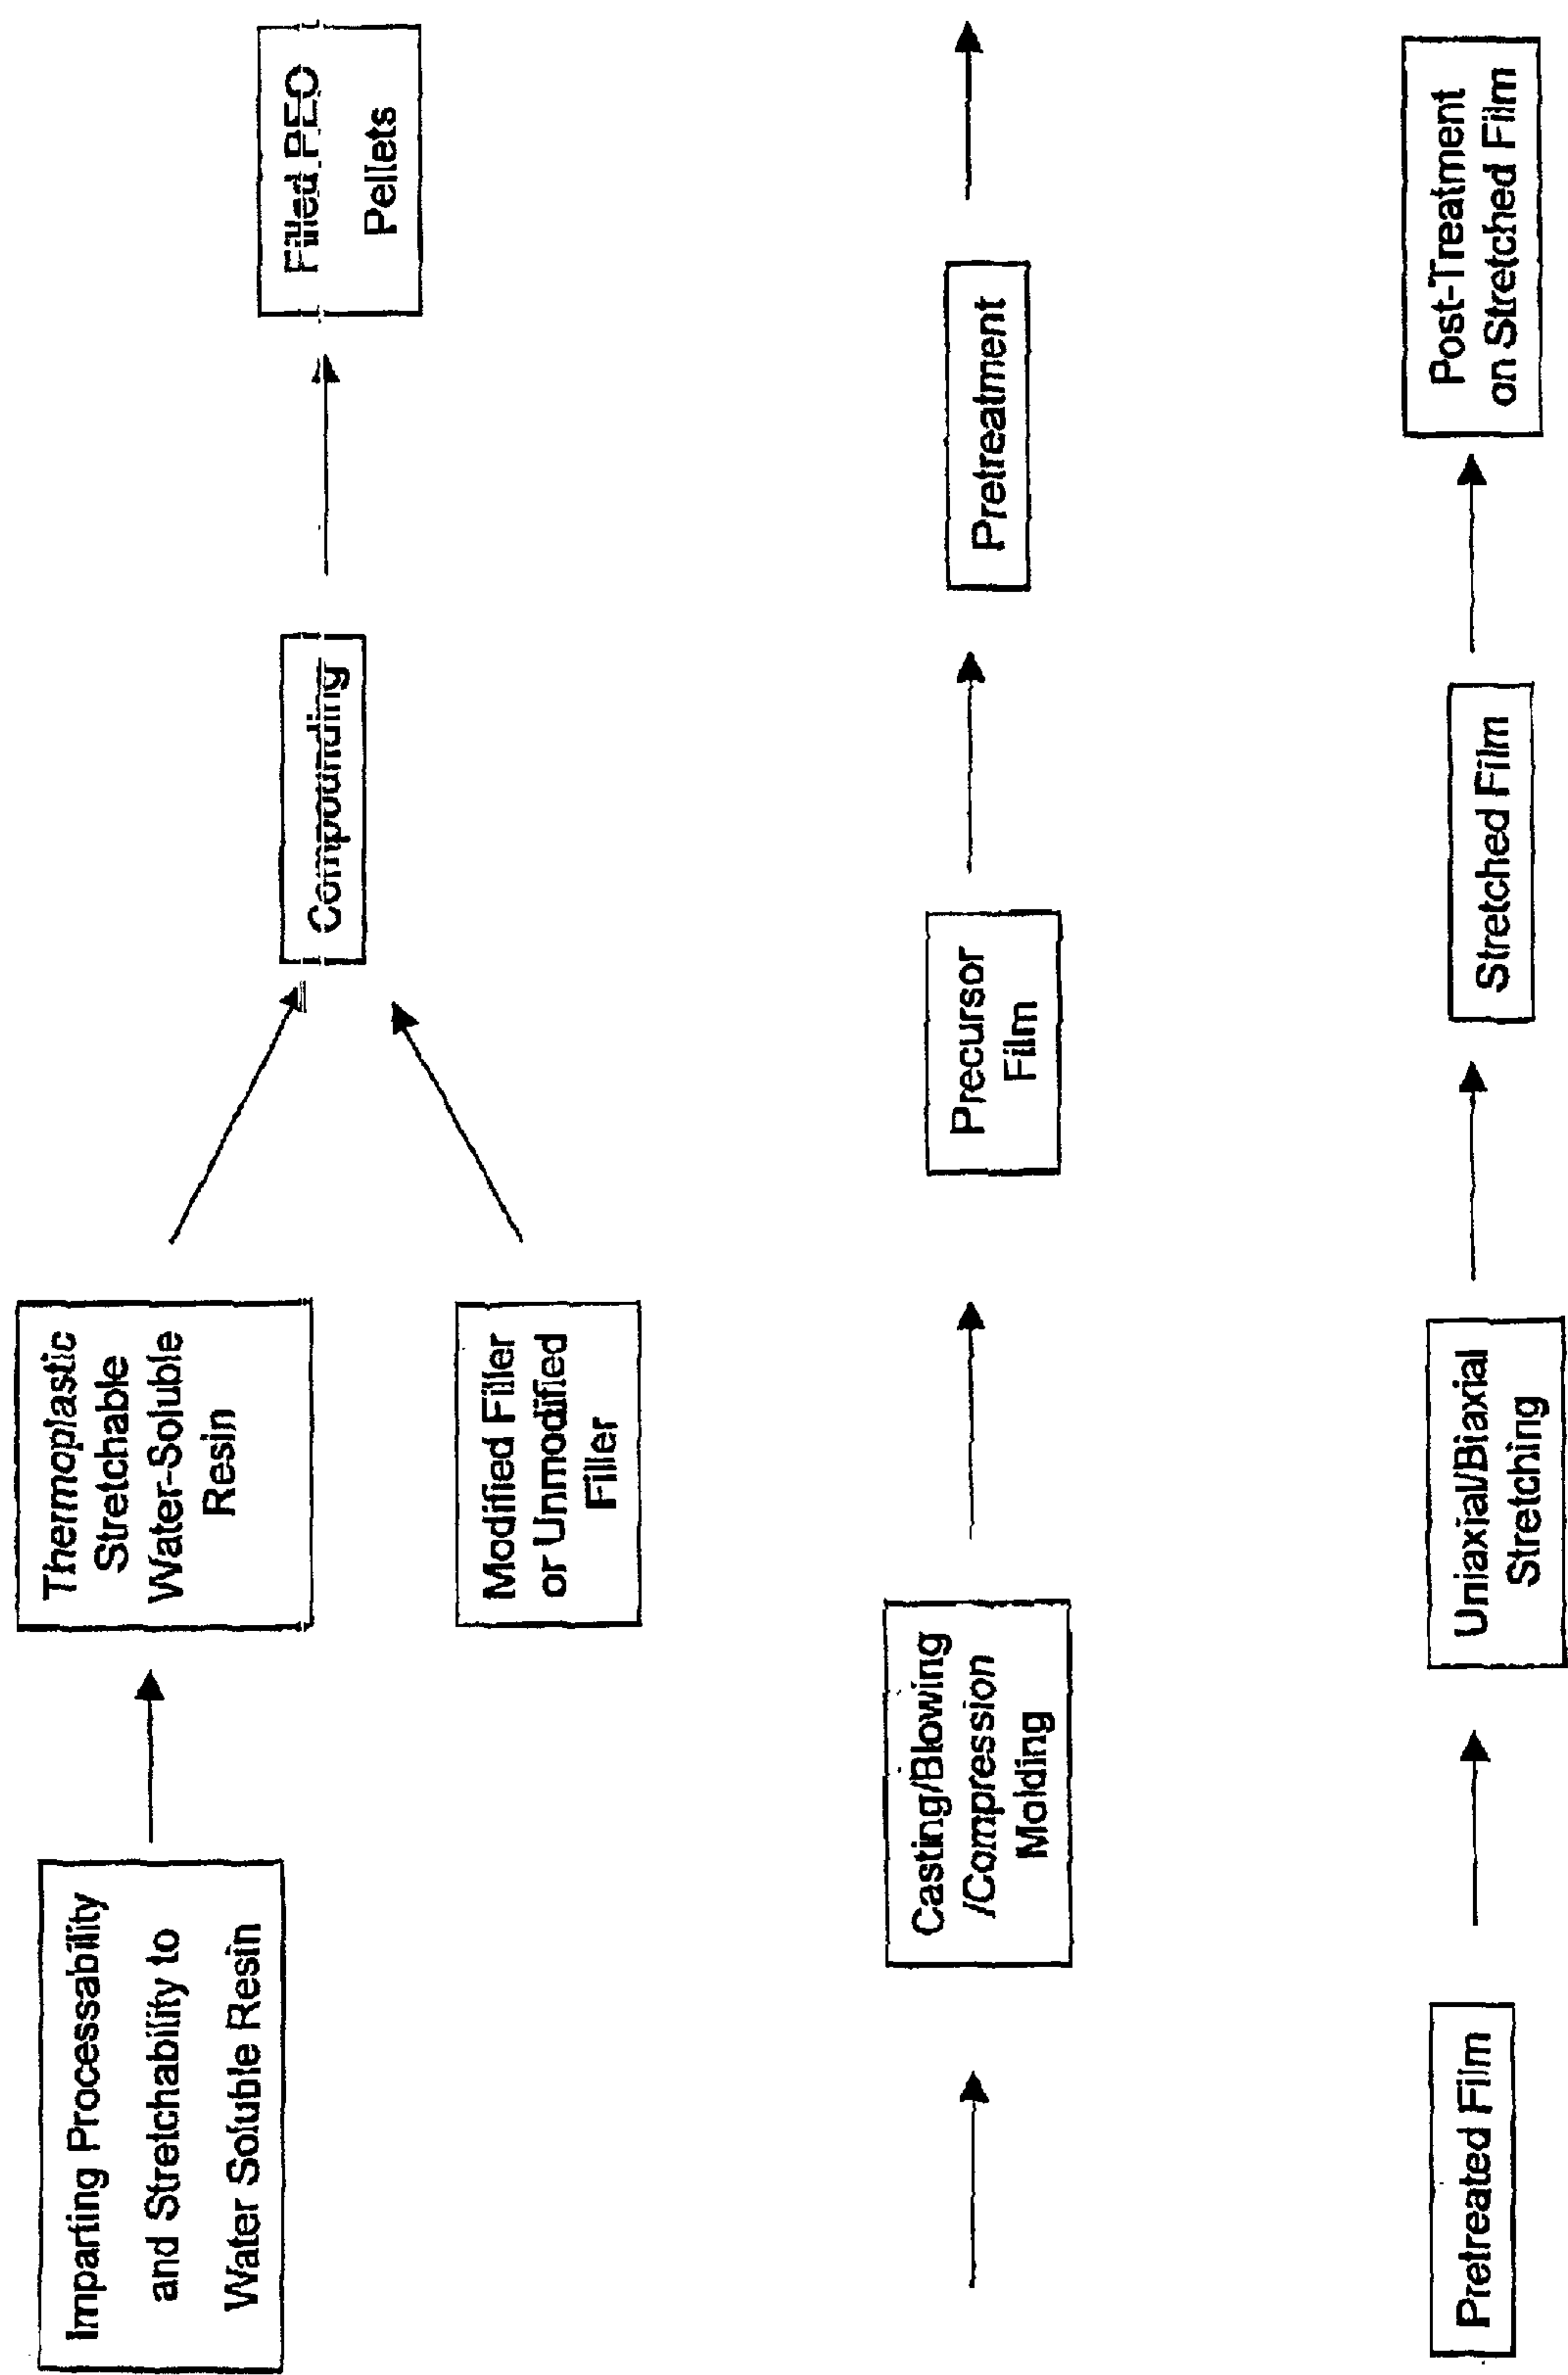 Imparting Processability
and Stretchability to
Water Soluble Resin
Thermoplastic
Stretchable
Water-Soluble
Resin
Modified Filler
or Unmodified
Filler
Compounding
Filled PEO
Pellets
Casting/Blowing
/Compression
Molding
Precursor
Film
Pretreatment
Pretreated Film
Uniaxial/Biaxial
Stretching
Stretched Film
Post-Treatment
on Stretched Film